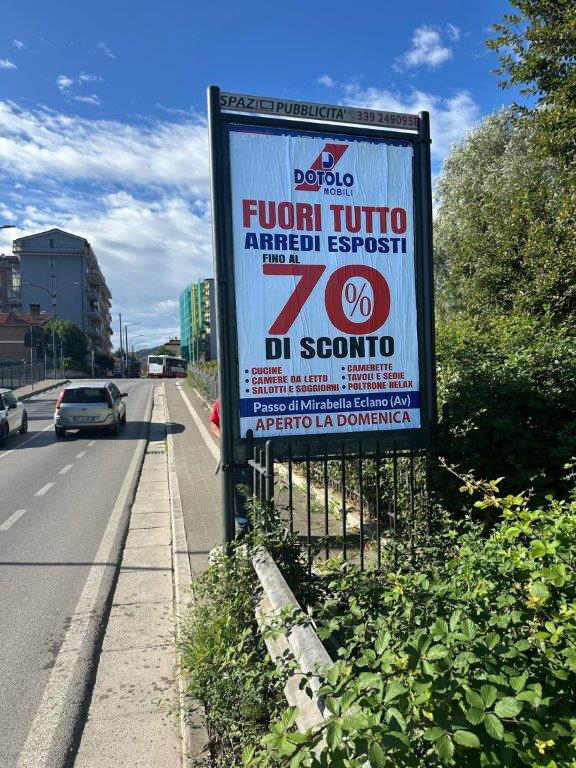 SPAZIO PUBBLICITA' 339 2490958
DOTOLO
MOBILI
FUORI TUTTO
ARREDI ESPOSTI
FINO AL
70%
DI SCONTO
• CUCINE
• CAMERE DA LETTO
• SALOTTI E SOGGIORNI
• CAMERETTE
• TAVOLI E SEDIE
• POLTRONE RELAX
Passo di Mirabella Eclano (Av)
APERTO LA DOMENICA